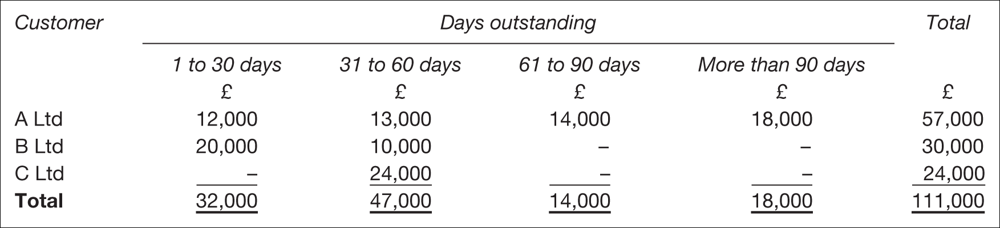 Customer Days outstanding Total
1 to 30 days 31 to 60 days 61 to 90 days More than 90 days
£ £ £ £ £
A Ltd 12,000 13,000 14,000 18,000 57,000
B Ltd 20,000 10,000 – – 30,000
C Ltd – 24,000 – – 24,000
Total 32,000 47,000 14,000 18,000 111,000